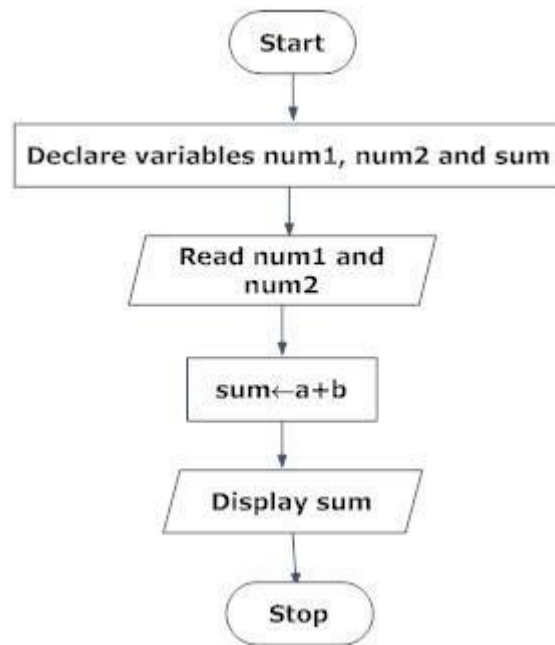 Start
Declare variables num1, num2 and sum
Read num1 and
num2
sum←a+b
Display sum
Stop